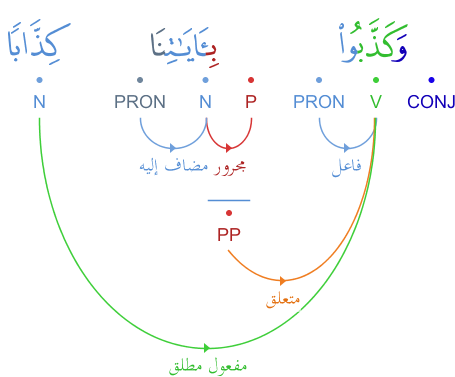 وَكَذَّبُوا۟ بِـَٔايَـٰتِنَا كِذَّابًا
CONJ V PRON P N PRON N
فاعل مجرور مضاف إليه
PP
متعلق
مفعول مطلق